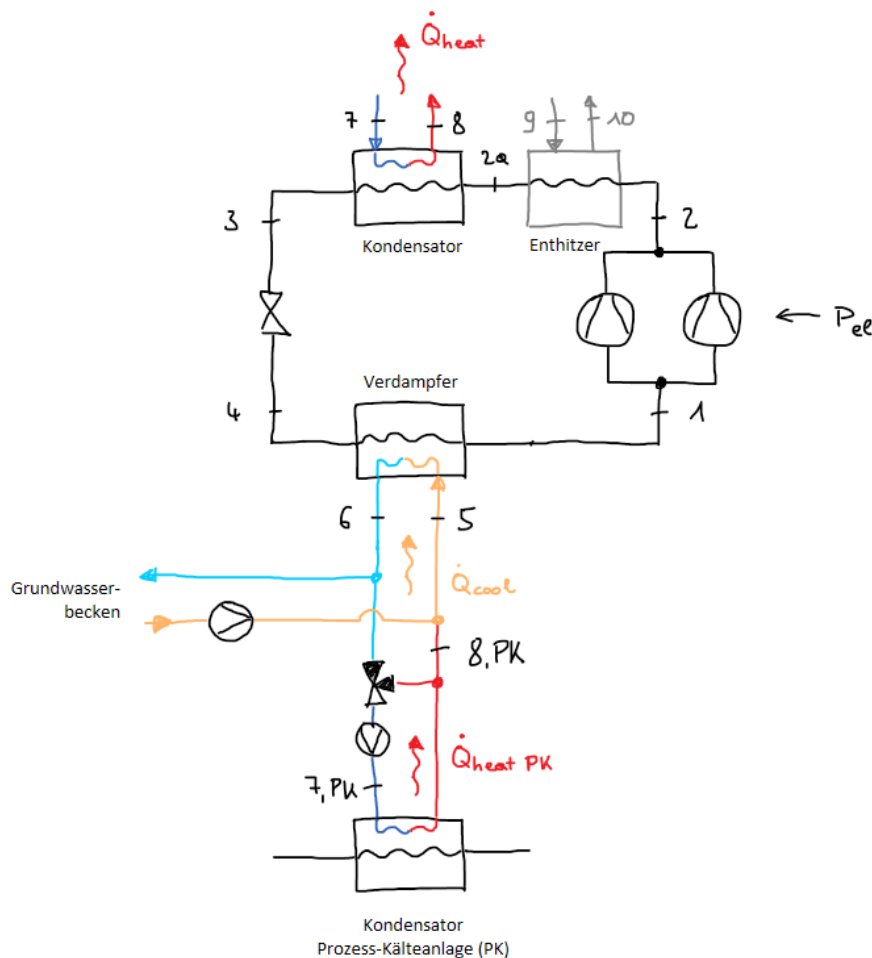 Q̇heat
7
8
9
10
2a
3
Kondensator
Enthitzer
2
Pel
Verdampfer
4
1
6
5
Grundwasser-
becken
Q̇cool
8,PK
Q̇heat PK
7,PK
Kondensator
Prozess-Kälteanlage (PK)